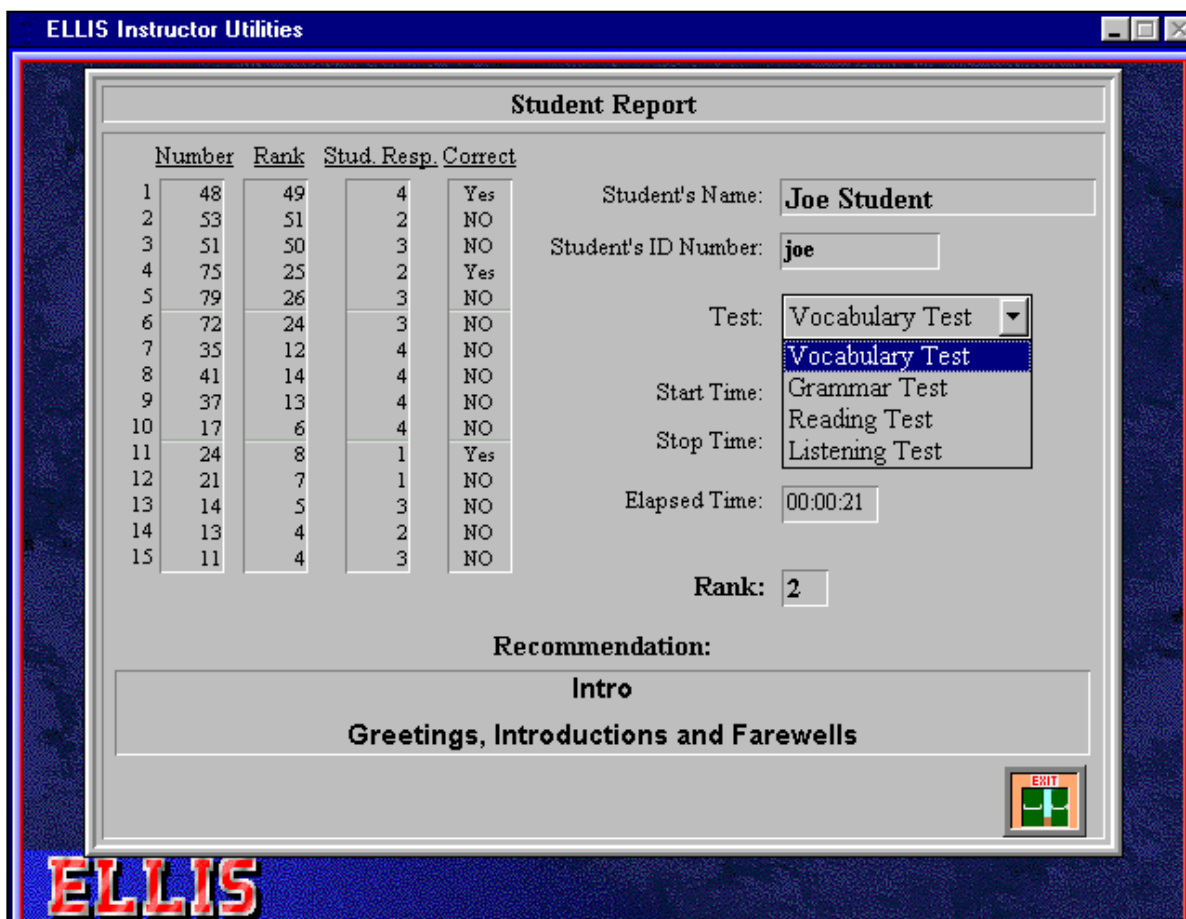 ELLIS Instructor Utilities
Student Report
Number Rank Stud. Resp. Correct
1 48 49 4 Yes
2 53 51 2 NO
3 51 50 3 NO
4 75 25 2 Yes
5 79 26 3 NO
6 72 24 3 NO
7 35 12 4 NO
8 41 14 4 NO
9 37 13 4 NO
10 17 6 4 NO
11 24 8 1 Yes
12 21 7 1 NO
13 14 5 3 NO
14 13 4 2 NO
15 11 4 3 NO
Student's Name: Joe Student
Student's ID Number: joe
Test: Vocabulary Test
Vocabulary Test
Grammar Test
Reading Test
Listening Test
Start Time:
Stop Time:
Elapsed Time: 00:00:21
Rank: 2
Recommendation:
Intro
Greetings, Introductions and Farewells
EXIT
ELLIS